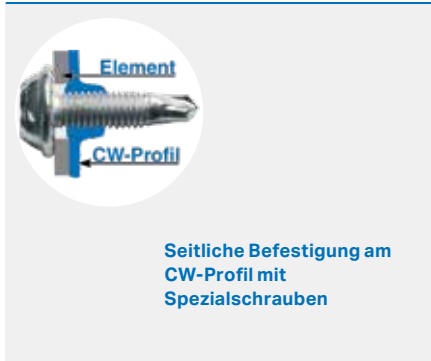 Element
CW-Profil
Seitliche Befestigung am
CW-Profil mit
Spezialschrauben